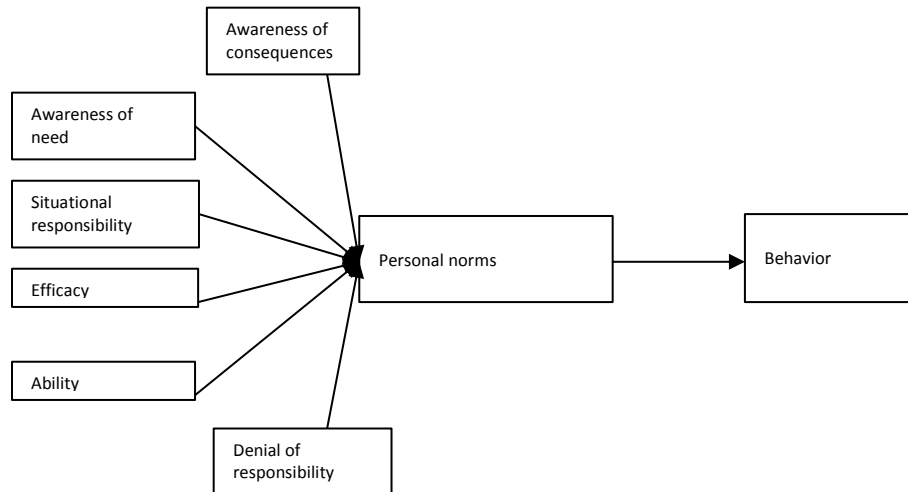 Awareness of
consequences
Awareness of
need
Situational
responsibility
Efficacy
Ability
Denial of
responsibility
Personal norms
Behavior